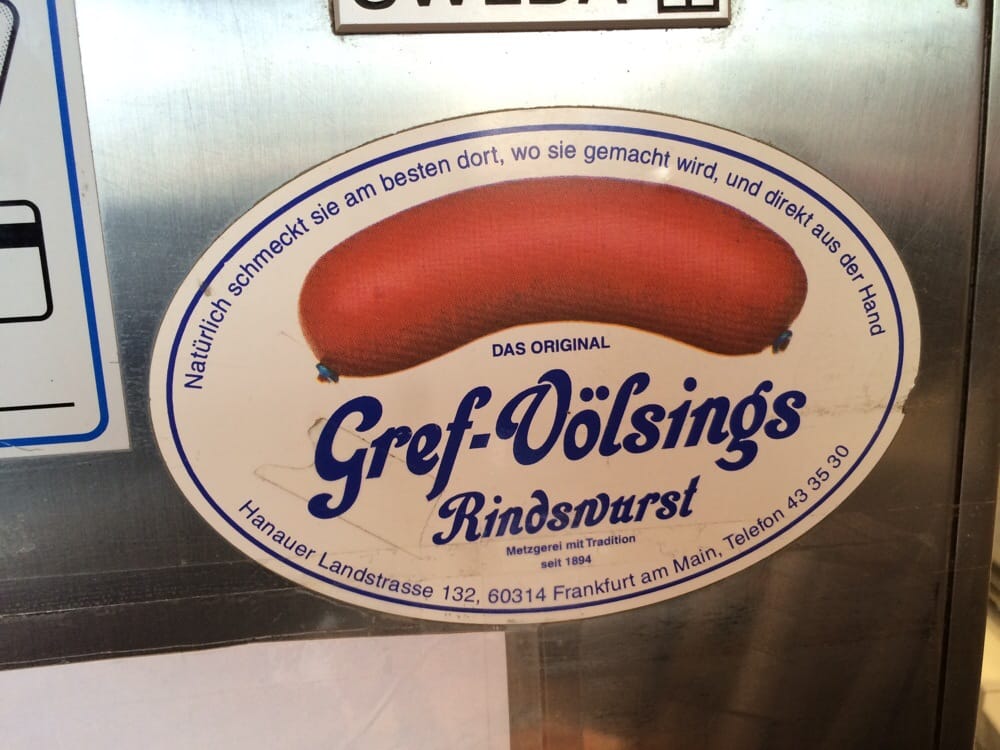 SWEDA
Natürlich schmeckt sie am besten dort, wo sie gemacht wird, und direkt aus der Hand
DAS ORIGINAL
Gref-Völsings
Rindswurst
Metzgerei mit Tradition
seit 1894
Hanauer Landstrasse 132, 60314 Frankfurt am Main, Telefon 43 35 30